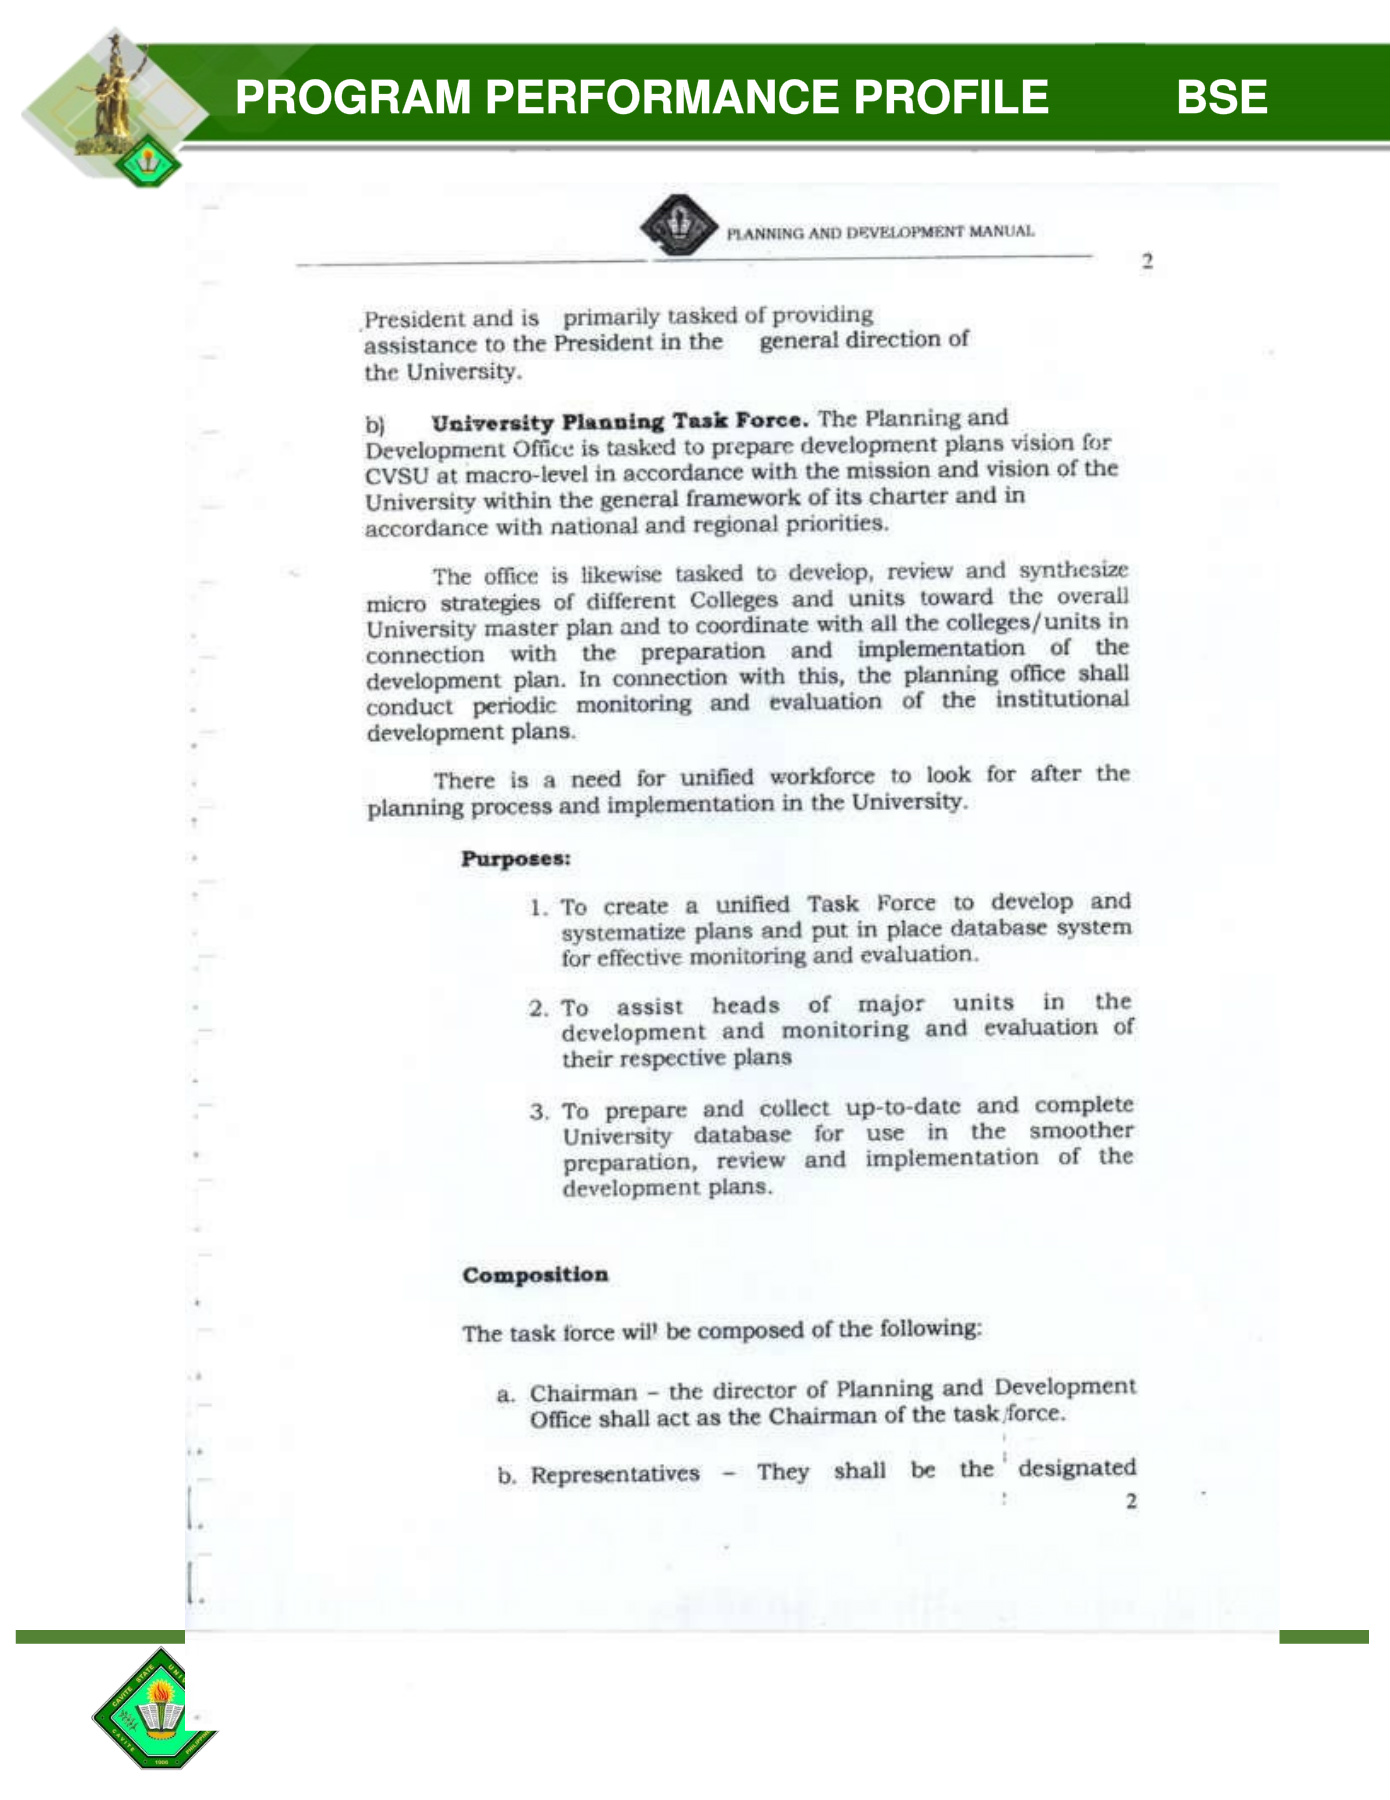 PROGRAM PERFORMANCE PROFILE BSE
PLANNING AND DEVELOPMENT MANUAL
2
President and is primarily tasked of providing
assistance to the President in the general direction of
the University.
b) University Planning Task Force. The Planning and
Development Office is tasked to prepare development plans vision for
CVSU at macro-level in accordance with the mission and vision of the
University within the general framework of its charter and in
accordance with national and regional priorities.
The office is likewise tasked to develop, review and synthesize
micro strategies of different Colleges and units toward the overall
University master plan and to coordinate with all the colleges/units in
connection with the preparation and implementation of the
development plan. In connection with this, the planning office shall
conduct periodic monitoring and evaluation of the institutional
development plans.
There is a need for unified workforce to look for after the
planning process and implementation in the University.
Purposes:
1. To create a unified Task Force to develop and
systematize plans and put in place database system
for effective monitoring and evaluation.
2. To assist heads of major units in the
development and monitoring and evaluation of
their respective plans
3. To prepare and collect up-to-date and complete
University database for use in the smoother
preparation, review and implementation of the
development plans.
Composition
The task force will be composed of the following:
a. Chairman – the director of Planning and Development
Office shall act as the Chairman of the task force.
b. Representatives – They shall be the designated
2
CAVITE STATE UNI
CAVITE
1906